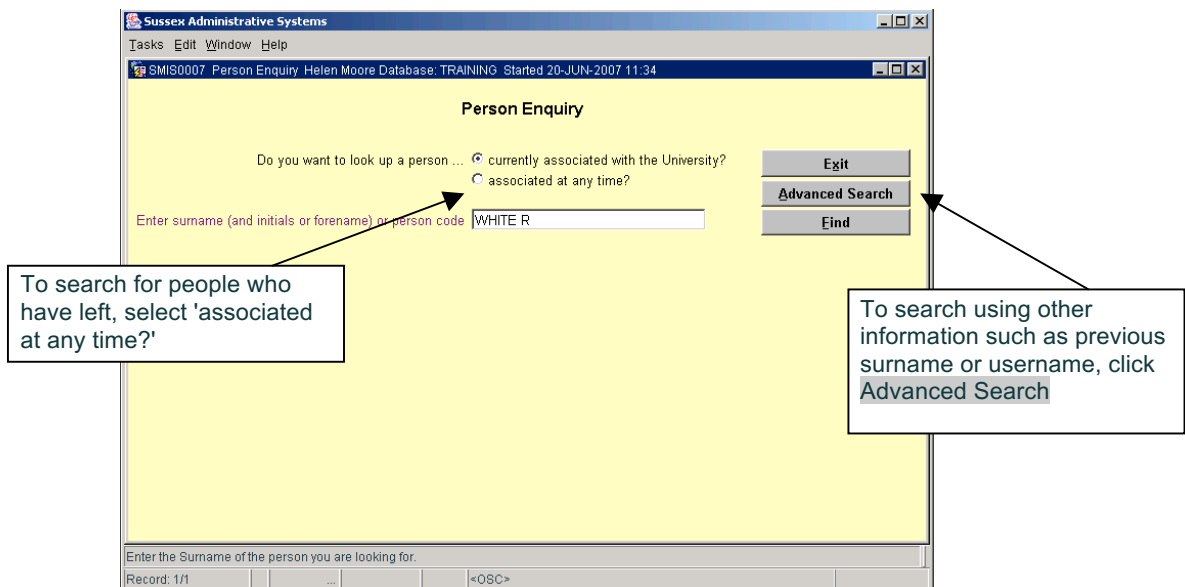 Sussex Administrative Systems
Tasks Edit Window Help
SMIS0007 Person Enquiry Helen Moore Database: TRAINING Started 20-JUN-2007 11:34
Person Enquiry
Do you want to look up a person ... currently associated with the University?
associated at any time?
Exit
Advanced Search
Find
Enter surname (and initials or forename) or person code WHITE R
To search for people who
have left, select 'associated
at any time?'
To search using other
information such as previous
surname or username, click
Advanced Search
Enter the Surname of the person you are looking for.
Record: 1/1 ... <OSC>